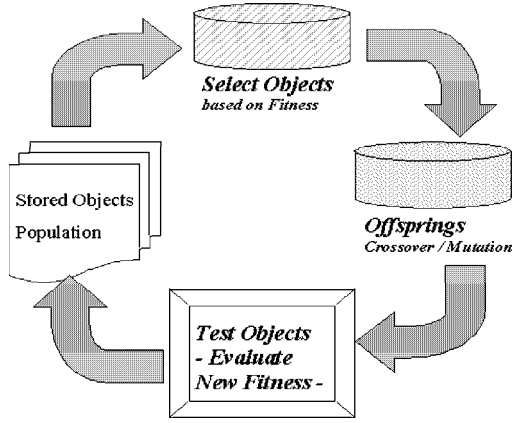 Select Objects
based on Fitness
Stored Objects
Population
Offsprings
Crossover / Mutation
Test Objects
- Evaluate
New Fitness -